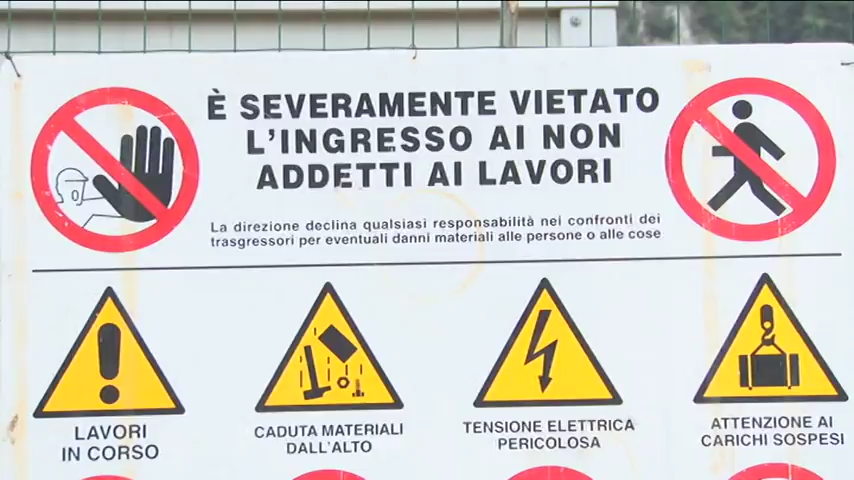 È SEVERAMENTE VIETATO
L'INGRESSO AI NON
ADDETTI AI LAVORI
La direzione declina qualsiasi responsabilità nei confronti dei
trasgressori per eventuali danni materiali alle persone o alle cose
LAVORI
IN CORSO
CADUTA MATERIALI
DALL'ALTO
TENSIONE ELETTRICA
PERICOLOSA
ATTENZIONE AI
CARICHI SOSPESI